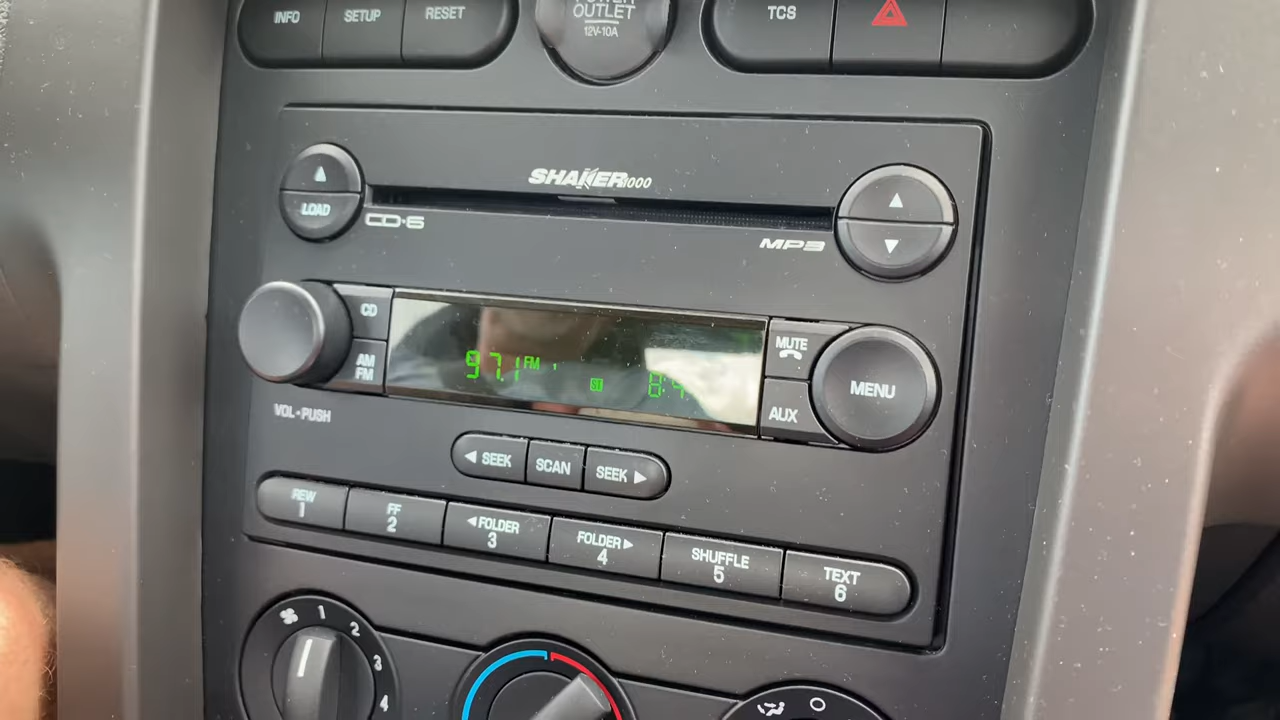 INFO SETUP RESET
POWER
OUTLET
12V-10A
TCS
SHAKER 1000
LOAD
CD•6
MP3
CD
AM
FM
97.1 FM
ST
MUTE
AUX
MENU
VOL•PUSH
SEEK SCAN SEEK
REW
1
FF
2
FOLDER
3
FOLDER
4
SHUFFLE
5
TEXT
6
1 2 3 4